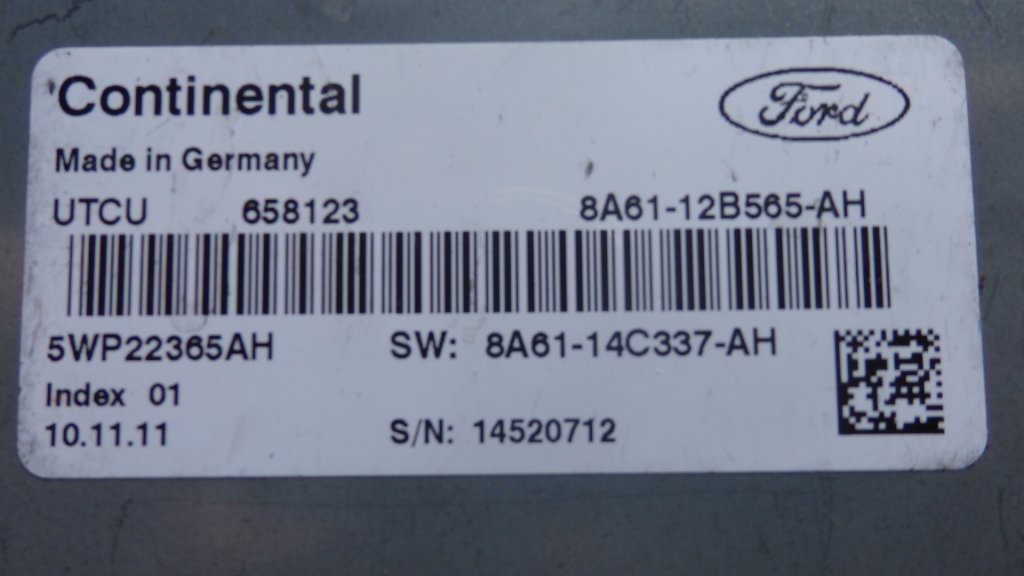 Continental
Ford
Made in Germany
UTCU 658123 8A61-12B565-AH
5WP22365AH SW: 8A61-14C337-AH
Index 01
10.11.11 S/N: 14520712